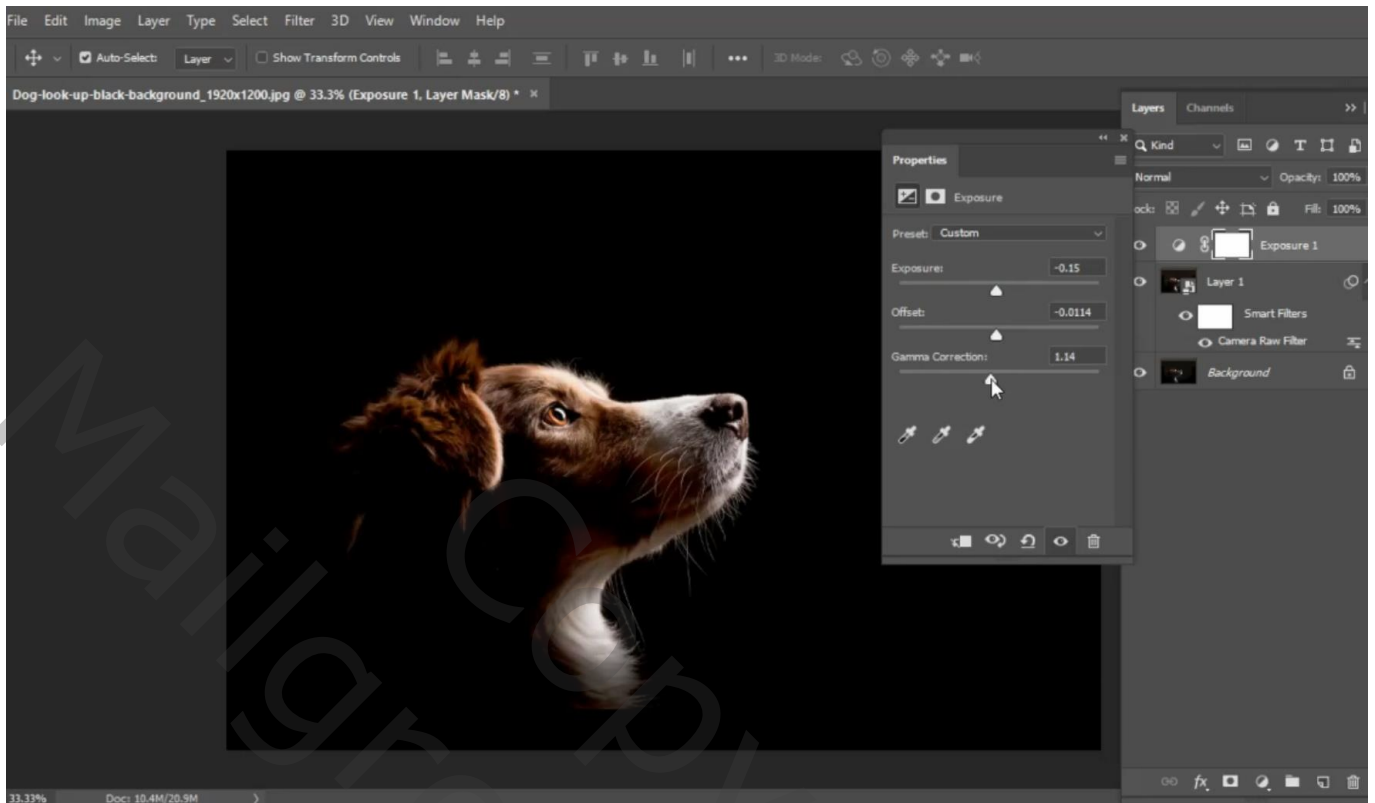 File Edit Image Layer Type Select Filter 3D View Window Help
Auto-Select: Layer Show Transform Controls 3D Mode:
Dog-look-up-black-background_1920x1200.jpg @ 33.3% (Exposure 1, Layer Mask/8) *
Layers Channels
Kind
Normal Opacity: 100%
ock: Fill: 100%
Exposure 1
Layer 1
Smart Filters
Camera Raw Filter
Background
Properties
Exposure
Preset: Custom
Exposure: -0.15
Offset: -0.0114
Gamma Correction: 1.14
33.33% Doc: 10.4M/20.9M